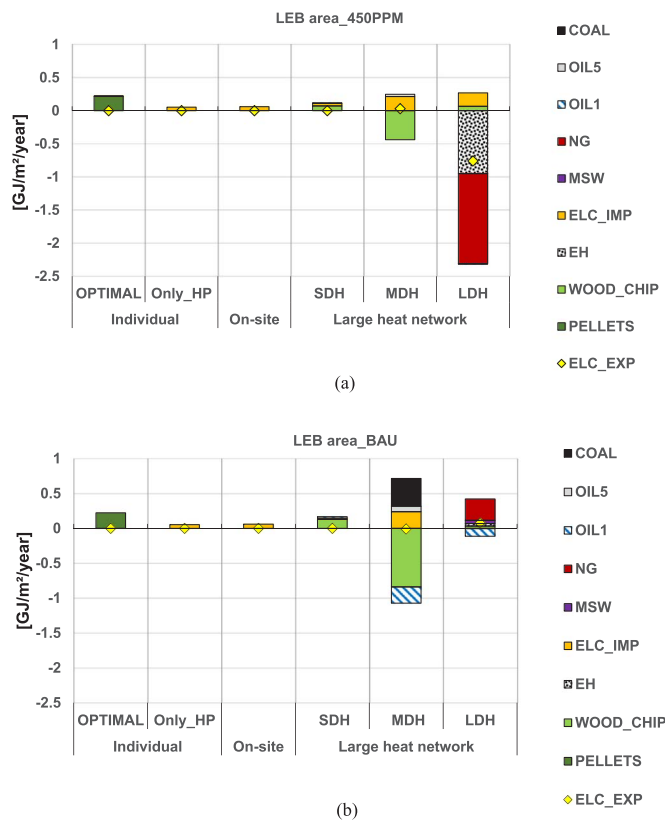 LEB area_450PPM
[GJ/m²/year]
1
0.5
0
-0.5
-1
-1.5
-2
-2.5
OPTIMAL Only_HP SDH MDH LDH
Individual On-site Large heat network
COAL
OIL5
OIL1
NG
MSW
ELC_IMP
EH
WOOD_CHIP
PELLETS
ELC_EXP
(a)
LEB area_BAU
[GJ/m²/year]
1
0.5
0
-0.5
-1
-1.5
-2
-2.5
OPTIMAL Only_HP SDH MDH LDH
Individual On-site Large heat network
COAL
OIL5
OIL1
NG
MSW
ELC_IMP
EH
WOOD_CHIP
PELLETS
ELC_EXP
(b)